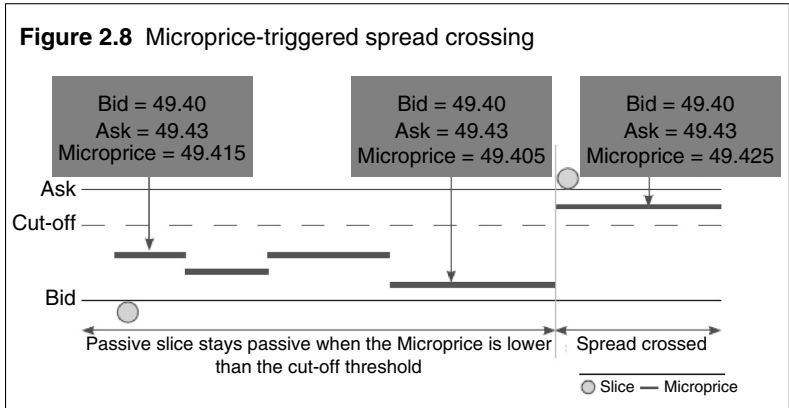 Figure 2.8 Microprice-triggered spread crossing
Bid = 49.40
Ask = 49.43
Microprice = 49.415
Bid = 49.40
Ask = 49.43
Microprice = 49.405
Bid = 49.40
Ask = 49.43
Microprice = 49.425
Ask
Cut-off
Bid
Passive slice stays passive when the Microprice is lower
than the cut-off threshold
Spread crossed
Slice
Microprice